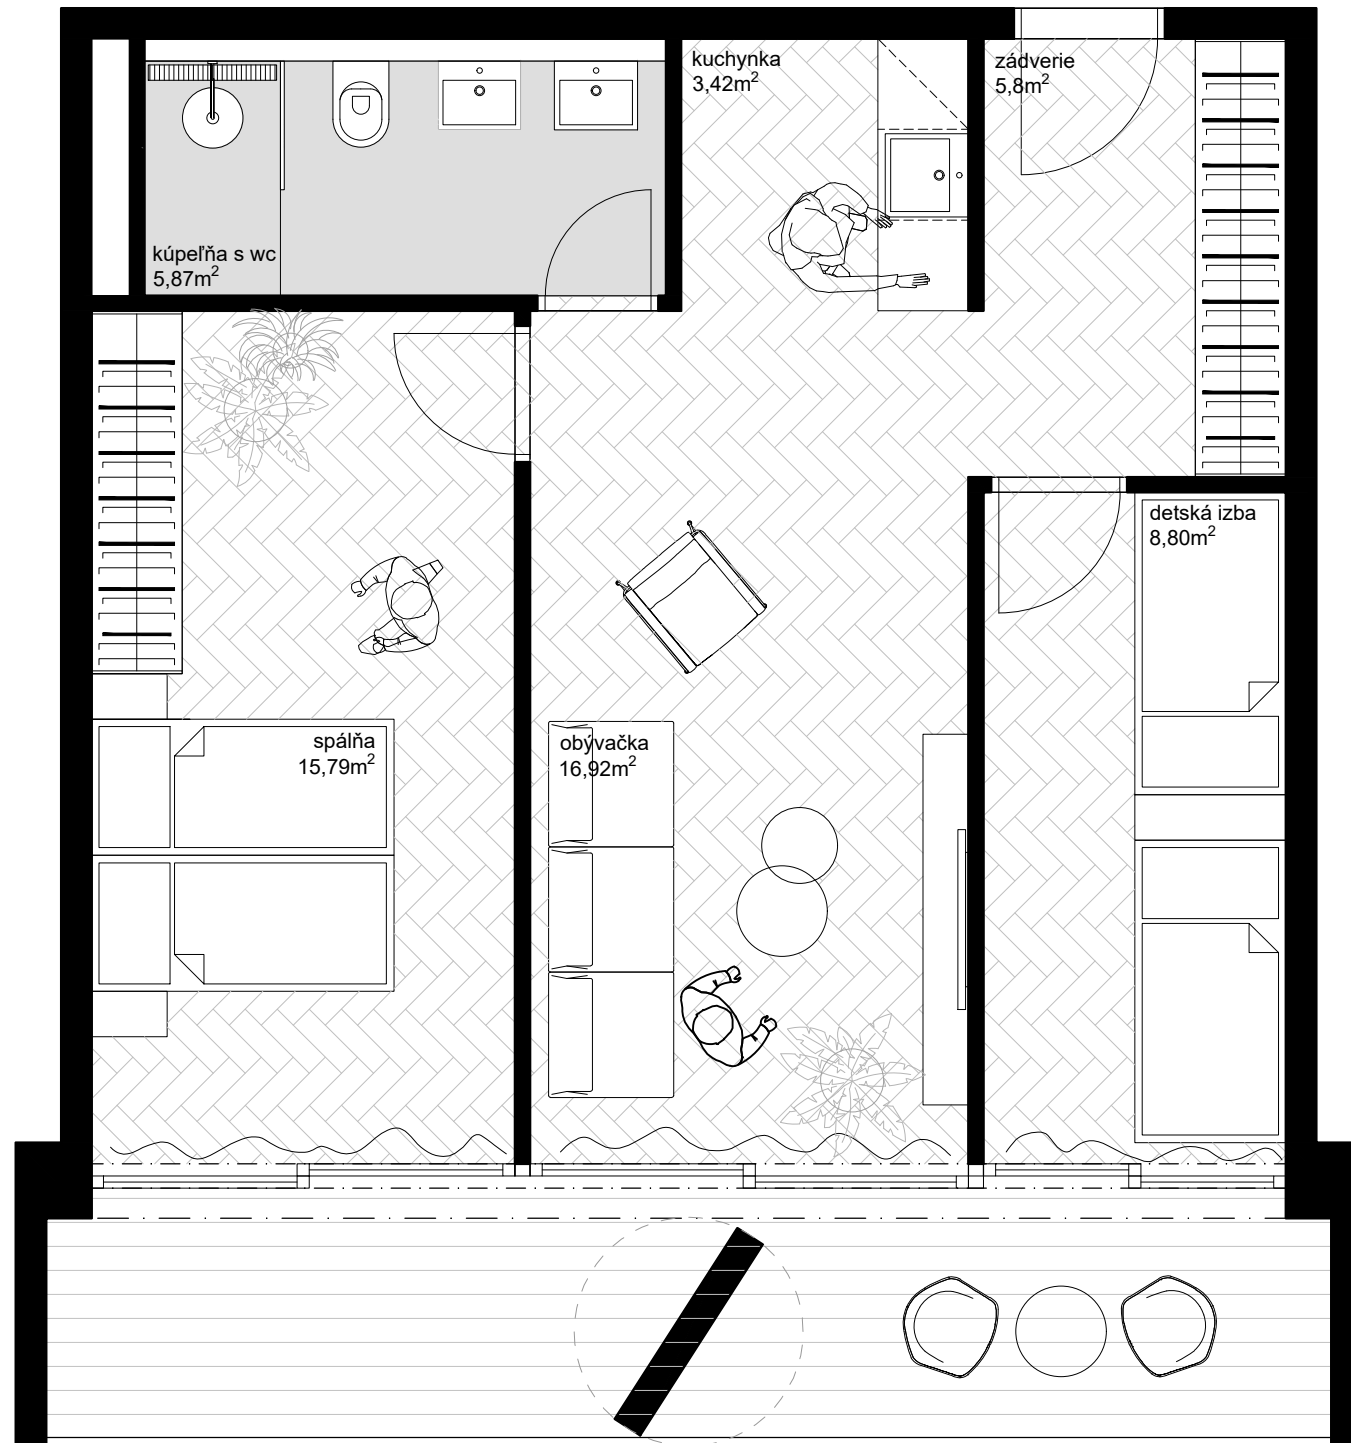 kuchynka
3,42m²
zádverie
5,8m²
kúpeľňa s wc
5,87m²
detská izba
8,80m²
spálňa
15,79m²
obývačka
16,92m²